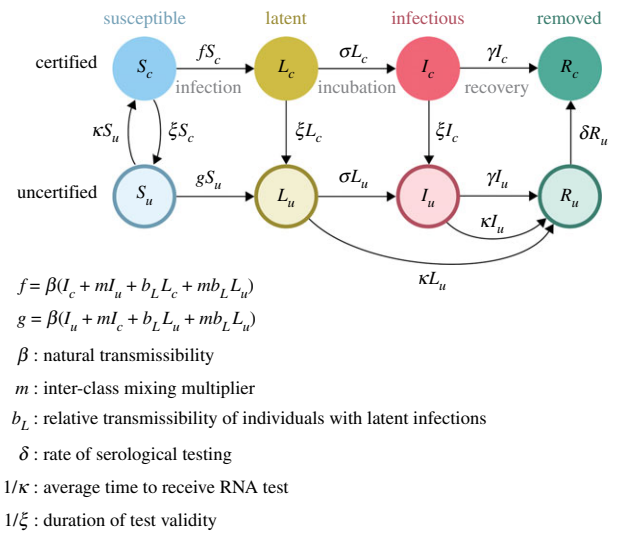 susceptible latent infectious removed
certified S_c fS_c L_c σL_c I_c γI_c R_c
infection incubation recovery
κS_u ξS_c ξL_c ξI_c δR_u
uncertified S_u gS_u L_u σL_u I_u γI_u R_u
κI_u
κL_u
f = β(I_c + mI_u + b_L L_c + mb_L L_u)
g = β(I_u + mI_c + b_L L_u + mb_L L_u)
β : natural transmissibility
m : inter-class mixing multiplier
b_L : relative transmissibility of individuals with latent infections
δ : rate of serological testing
1/κ : average time to receive RNA test
1/ξ : duration of test validity